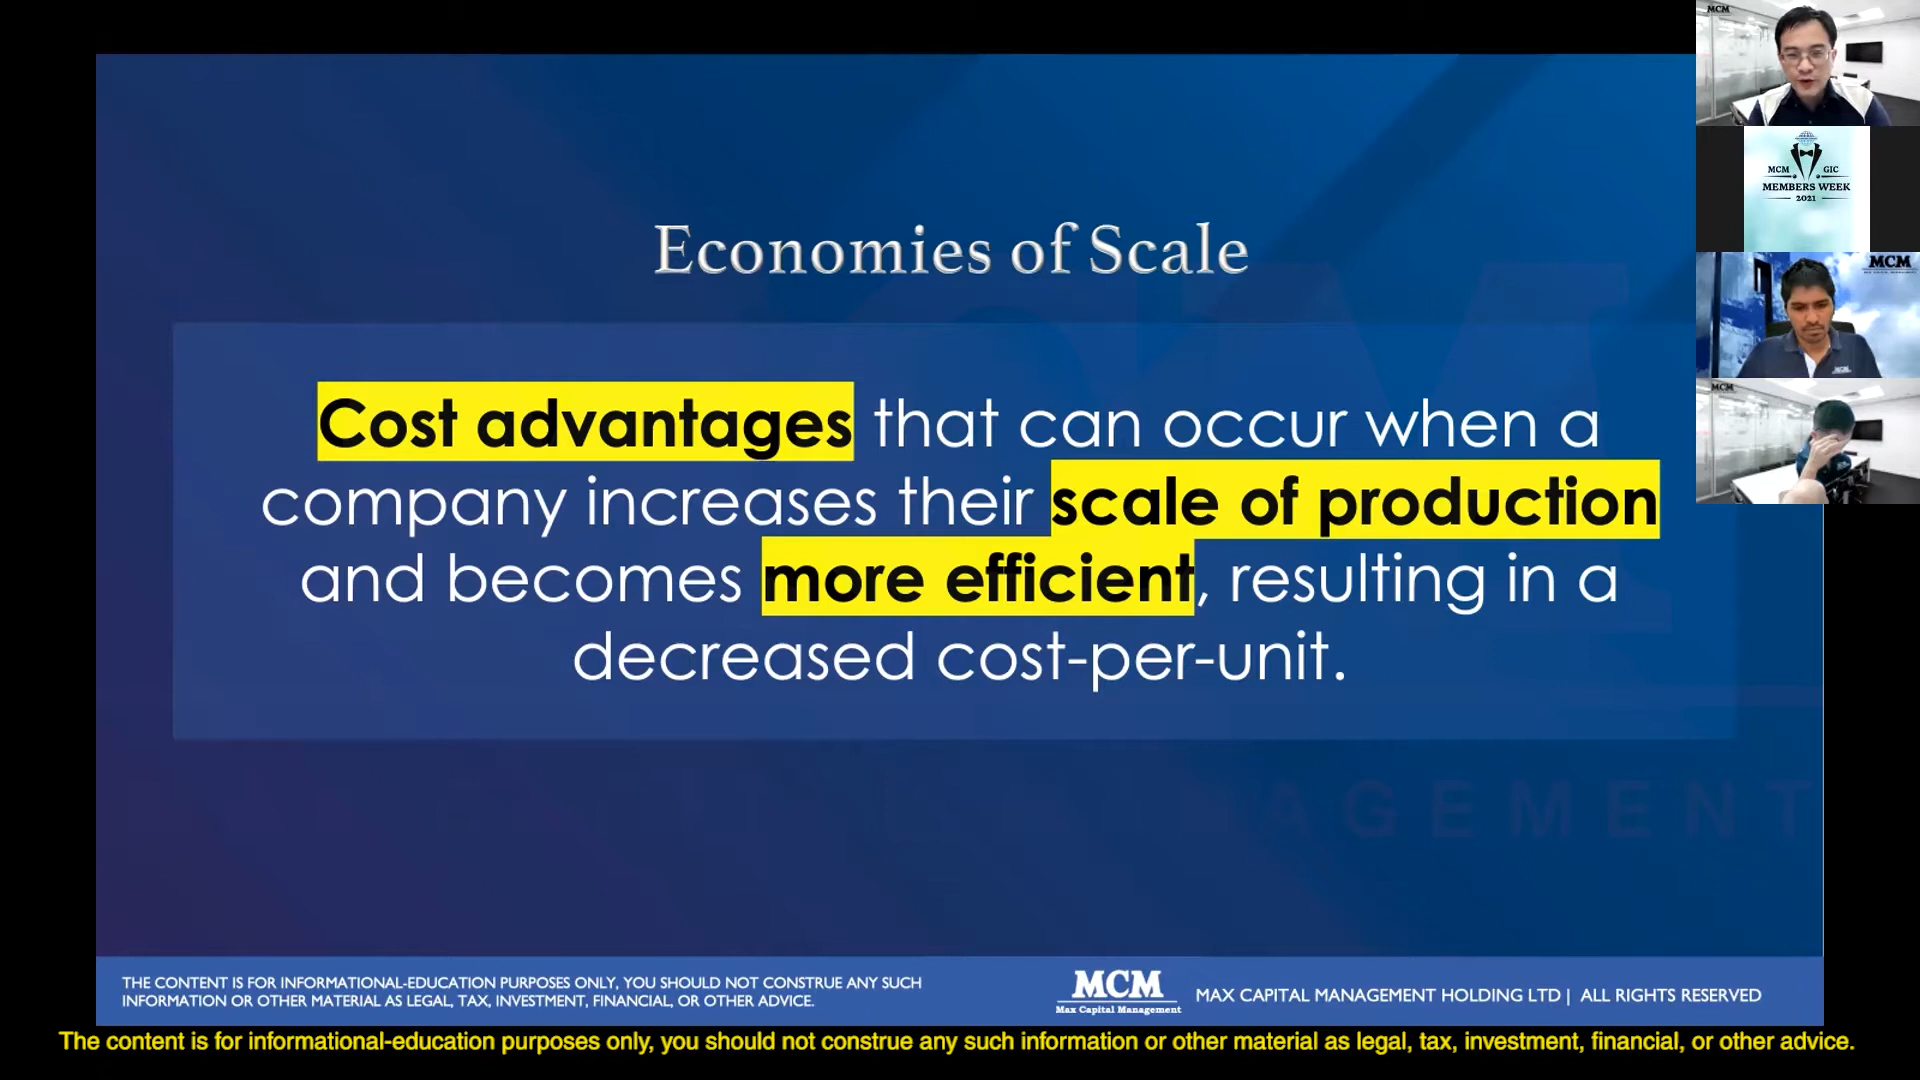 Economies of Scale
Cost advantages that can occur when a
company increases their scale of production
and becomes more efficient, resulting in a
decreased cost-per-unit.
THE CONTENT IS FOR INFORMATIONAL-EDUCATION PURPOSES ONLY, YOU SHOULD NOT CONSTRUE ANY SUCH
INFORMATION OR OTHER MATERIAL AS LEGAL, TAX, INVESTMENT, FINANCIAL, OR OTHER ADVICE.
MCM
Max Capital Management
MAX CAPITAL MANAGEMENT HOLDING LTD | ALL RIGHTS RESERVED
The content is for informational-education purposes only, you should not construe any such information or other material as legal, tax, investment, financial, or other advice.
MCM
MCM GIC
MEMBERS WEEK
2021
MCM
MCM
MCM
AGEMENT